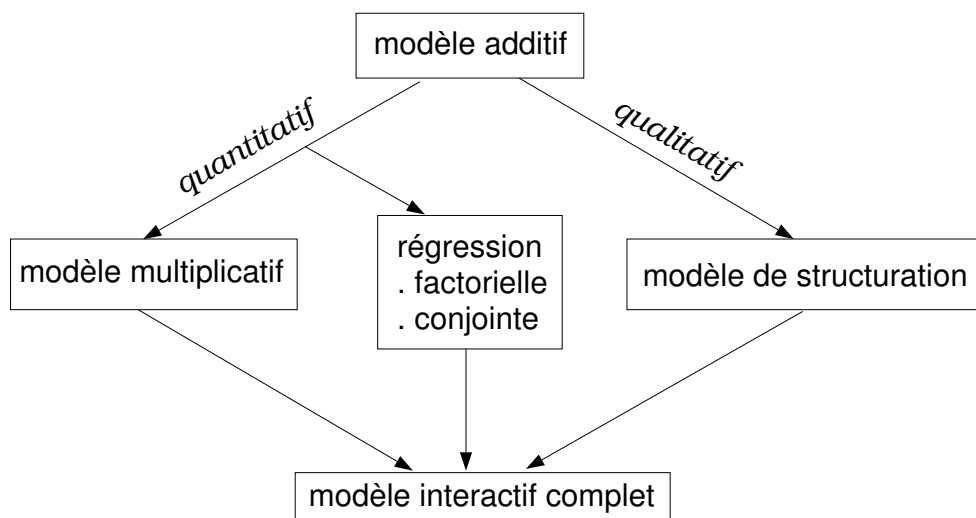 modèle additif
quantitatif
qualitatif
modèle multiplicatif
régression
. factorielle
. conjointe
modèle de structuration
modèle interactif complet